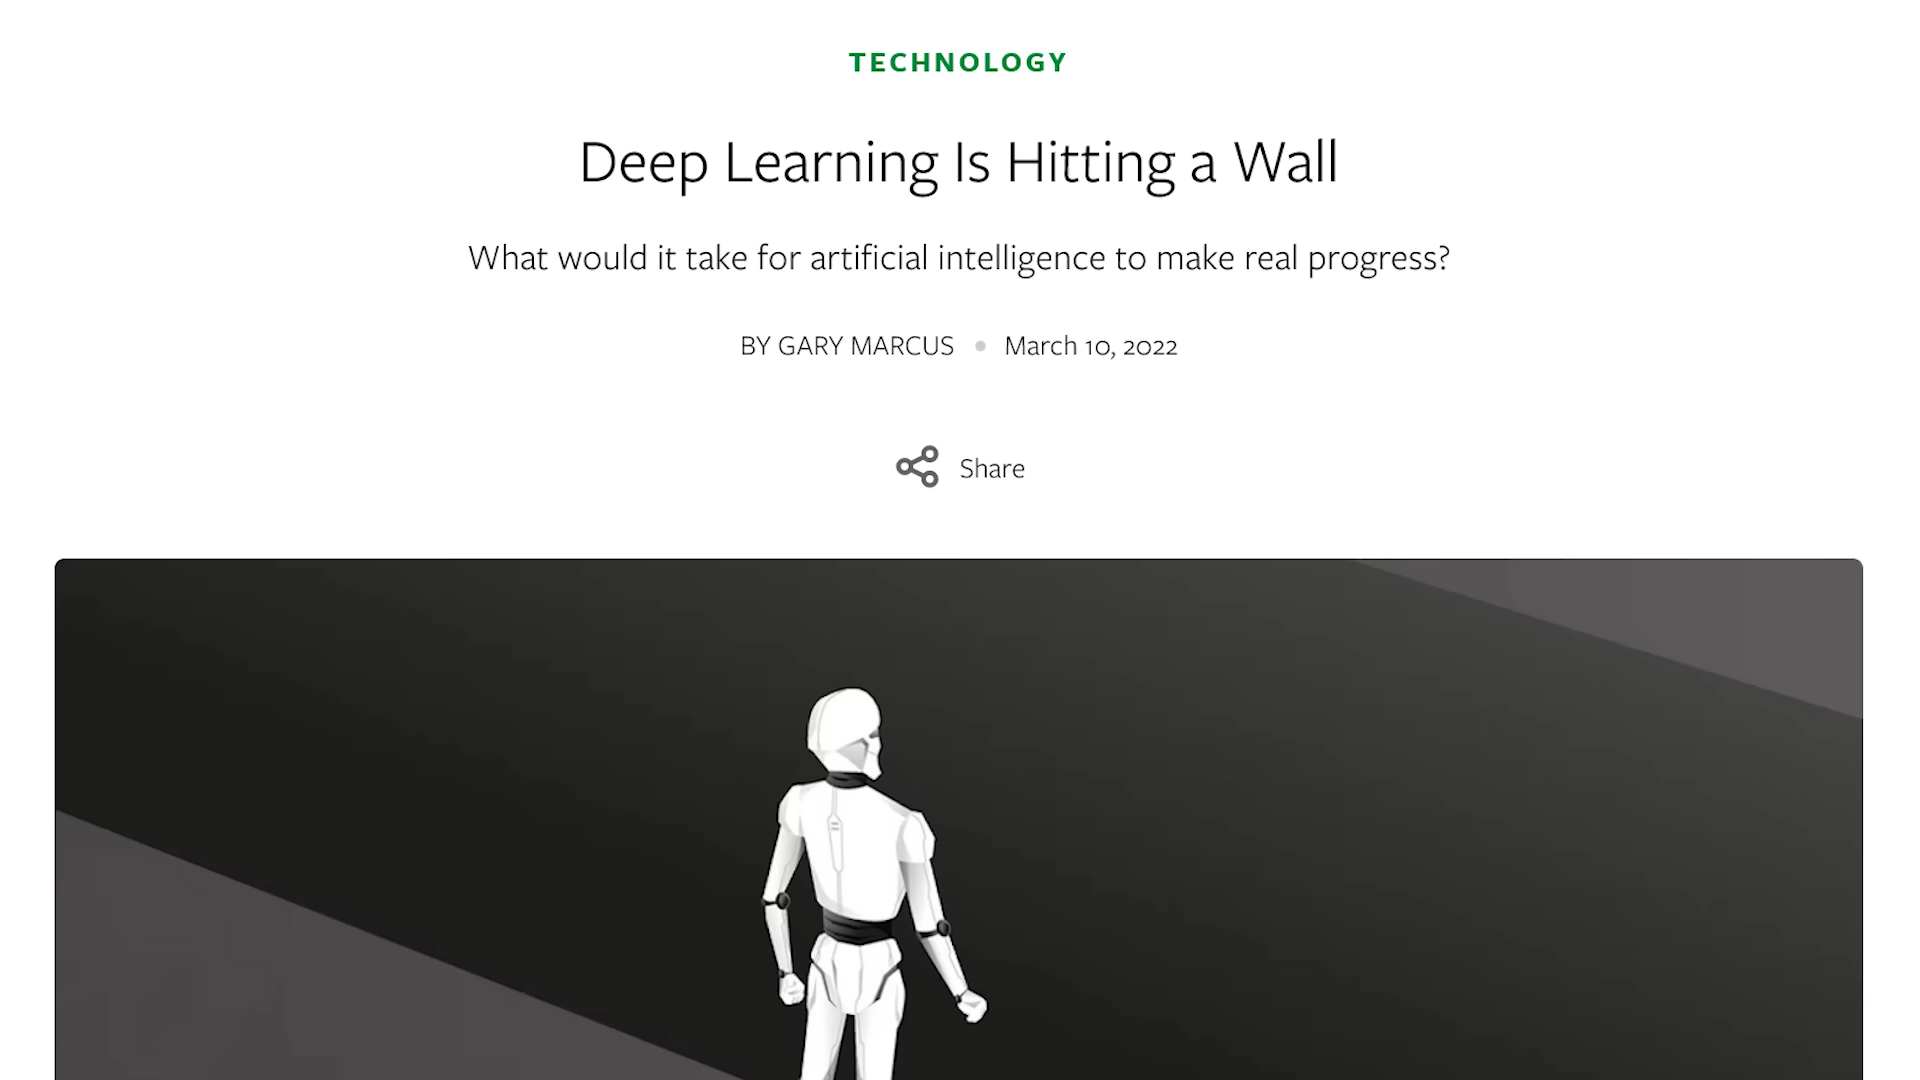 TECHNOLOGY
Deep Learning Is Hitting a Wall
What would it take for artificial intelligence to make real progress?
BY GARY MARCUS • March 10, 2022
Share